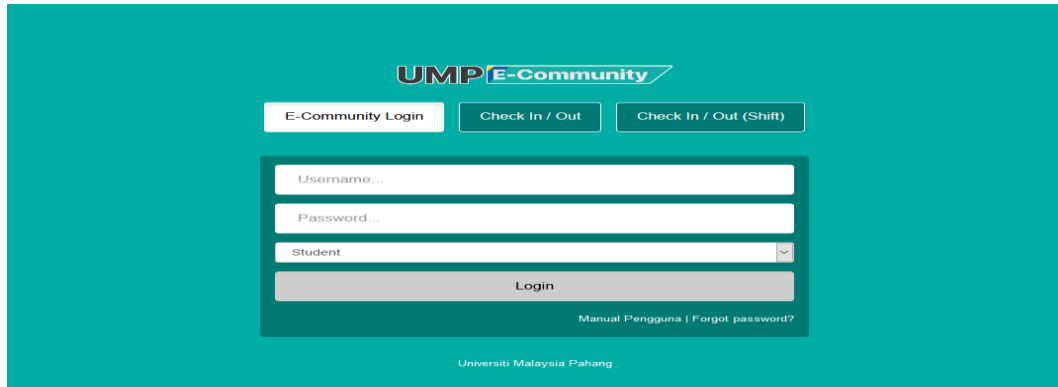 UMP E-Community
E-Community Login Check In / Out Check In / Out (Shift)
Username...
Password...
Student
Login
Manual Pengguna | Forgot password?
Universiti Malaysia Pahang